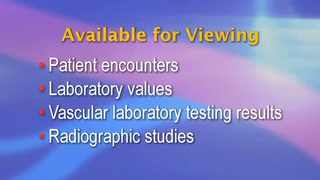 Available for Viewing
• Patient encounters
• Laboratory values
• Vascular laboratory testing results
• Radiographic studies